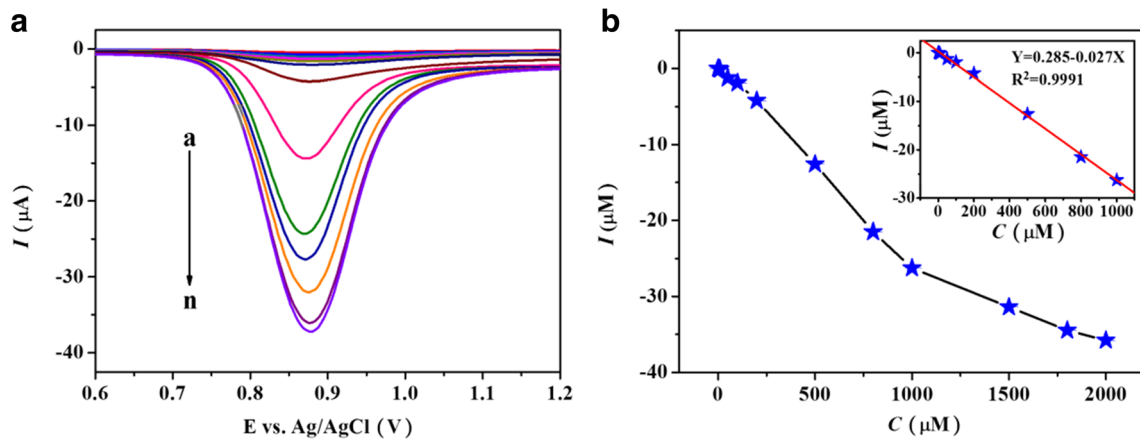 a
0
-10
-20
-30
-40
I (μA)
a
n
0.6 0.7 0.8 0.9 1.0 1.1 1.2
E vs. Ag/AgCl (V)
b
0
-10
-20
-30
-40
I (μM)
0 500 1000 1500 2000
C (μM)
0
-10
-20
-30
I (μM)
Y=0.285-0.027X
R²=0.9991
0 200 400 600 800 1000
C (μM)